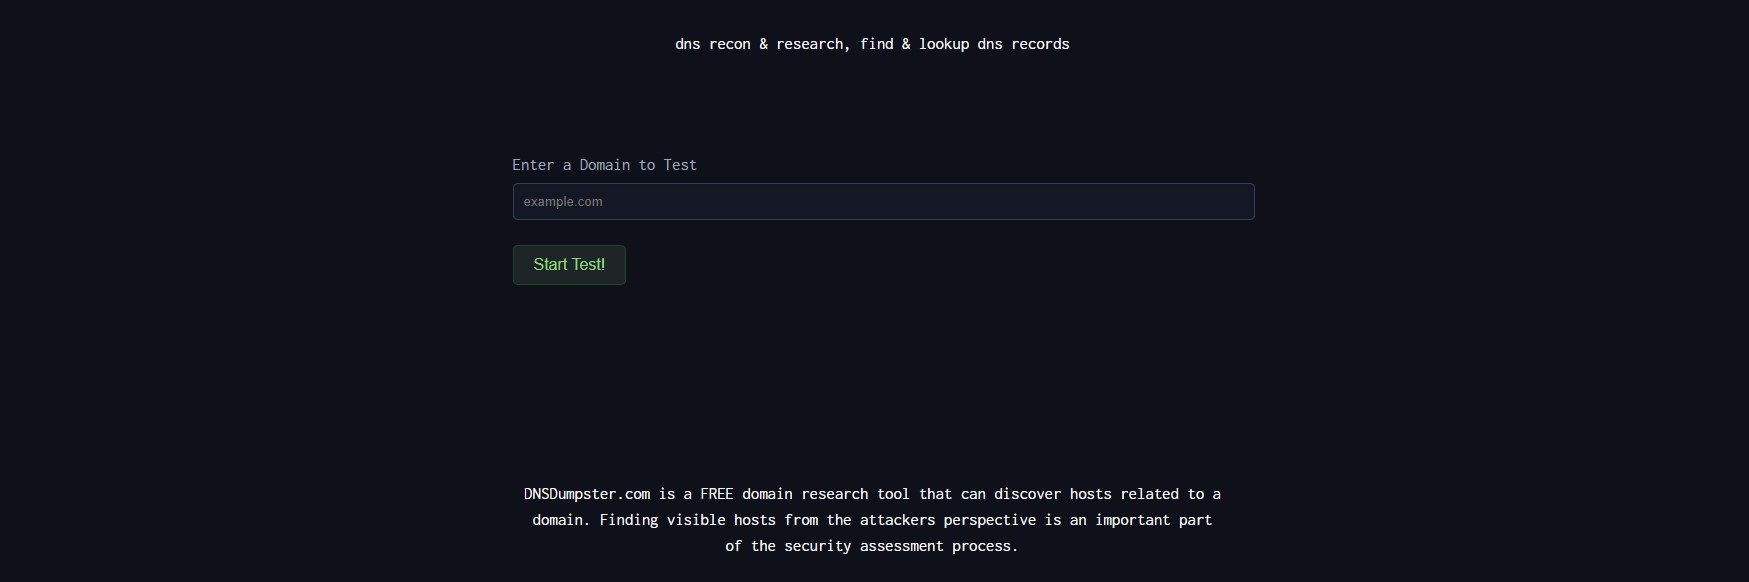 dns recon & research, find & lookup dns records
Enter a Domain to Test
example.com
Start Test!
DNSDumpster.com is a FREE domain research tool that can discover hosts related to a
domain. Finding visible hosts from the attackers perspective is an important part
of the security assessment process.